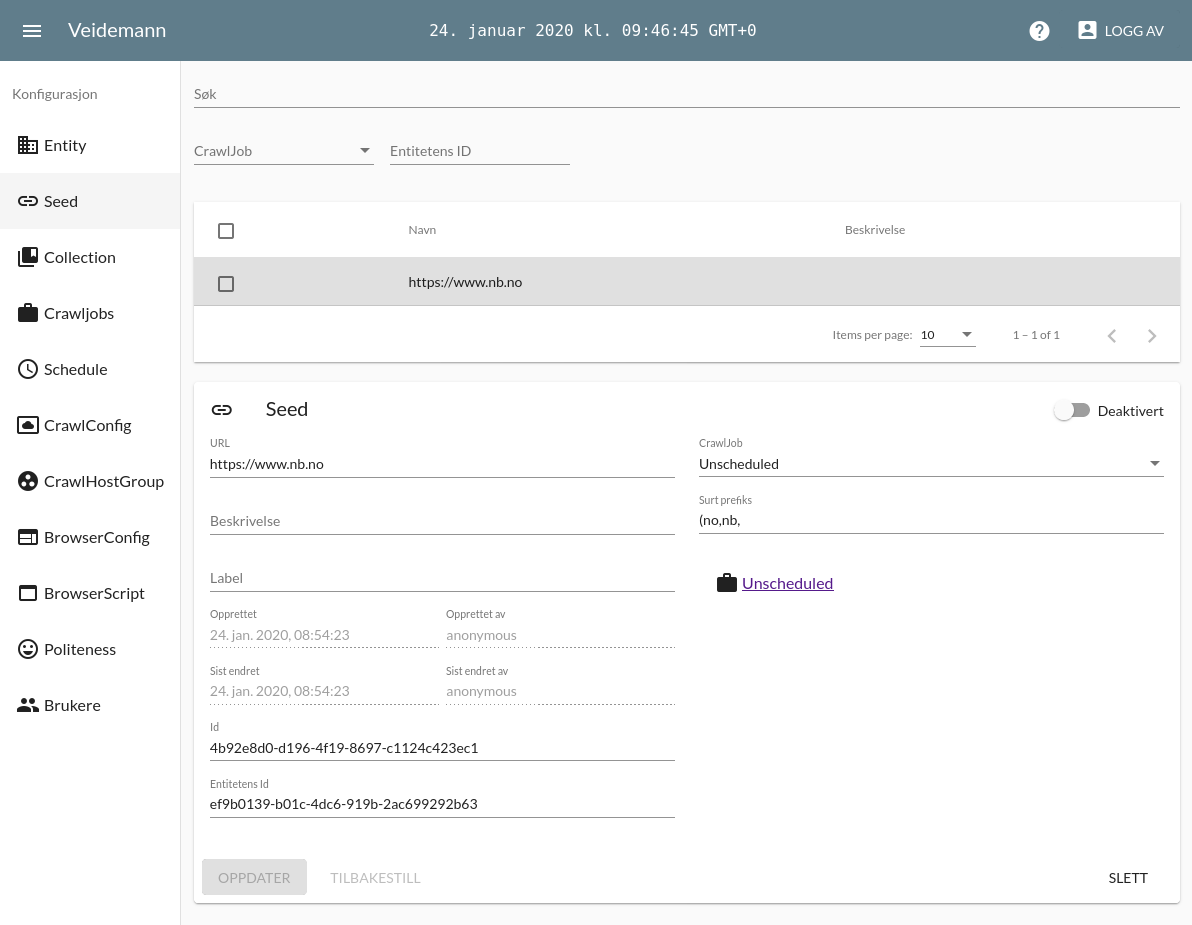 Veidemann
24. januar 2020 kl. 09:46:45 GMT+0
LOGG AV
Konfigurasjon
Entity
Seed
Collection
Crawljobs
Schedule
CrawlConfig
CrawlHostGroup
BrowserConfig
BrowserScript
Politeness
Brukere
Søk
CrawlJob Entitetens ID
Navn Beskrivelse
https://www.nb.no
Items per page: 10 1 – 1 of 1
Seed Deaktivert
URL
https://www.nb.no
Beskrivelse
Label
Opprettet Opprettet av
24. jan. 2020, 08:54:23 anonymous
Sist endret Sist endret av
24. jan. 2020, 08:54:23 anonymous
Id
4b92e8d0-d196-4f19-8697-c1124c423ec1
Entitetens Id
ef9b0139-b01c-4dc6-919b-2ac699292b63
CrawlJob
Unscheduled
Surt prefiks
(no,nb,
Unscheduled
OPPDATER TILBAKESTILL SLETT